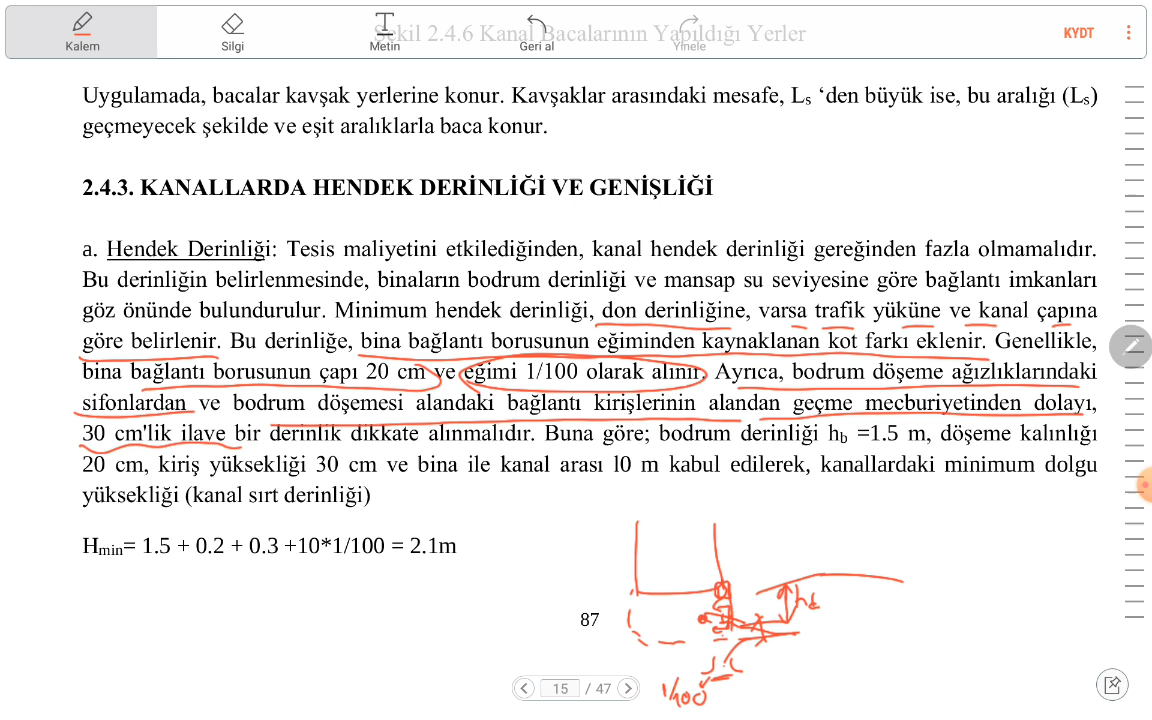 Kalem
Silgi
Metin
Geri al
Yinele
KYDT
Şekil 2.4.6 Kanal Bacalarının Yapıldığı Yerler
Uygulamada, bacalar kavşak yerlerine konur. Kavşaklar arasındaki mesafe, Ls ‘den büyük ise, bu aralığı (Ls)
geçmeyecek şekilde ve eşit aralıklarla baca konur.
2.4.3. KANALLARDA HENDEK DERİNLİĞİ VE GENİŞLİĞİ
a. Hendek Derinliği: Tesis maliyetini etkilediğinden, kanal hendek derinliği gereğinden fazla olmamalıdır.
Bu derinliğin belirlenmesinde, binaların bodrum derinliği ve mansap su seviyesine göre bağlantı imkanları
göz önünde bulundurulur. Minimum hendek derinliği, don derinliğine, varsa trafik yüküne ve kanal çapına
göre belirlenir. Bu derinliğe, bina bağlantı borusunun eğiminden kaynaklanan kot farkı eklenir. Genellikle,
bina bağlantı borusunun çapı 20 cm ve eğimi 1/100 olarak alınır. Ayrıca, bodrum döşeme ağızlıklarındaki
sifonlardan ve bodrum döşemesi alandaki bağlantı kirişlerinin alandan geçme mecburiyetinden dolayı,
30 cm'lik ilave bir derinlik dikkate alınmalıdır. Buna göre; bodrum derinliği hb =1.5 m, döşeme kalınlığı
20 cm, kiriş yüksekliği 30 cm ve bina ile kanal arası l0 m kabul edilerek, kanallardaki minimum dolgu
yüksekliği (kanal sırt derinliği)
Hmin= 1.5 + 0.2 + 0.3 +10*1/100 = 2.1m
87
1/100
15 / 47